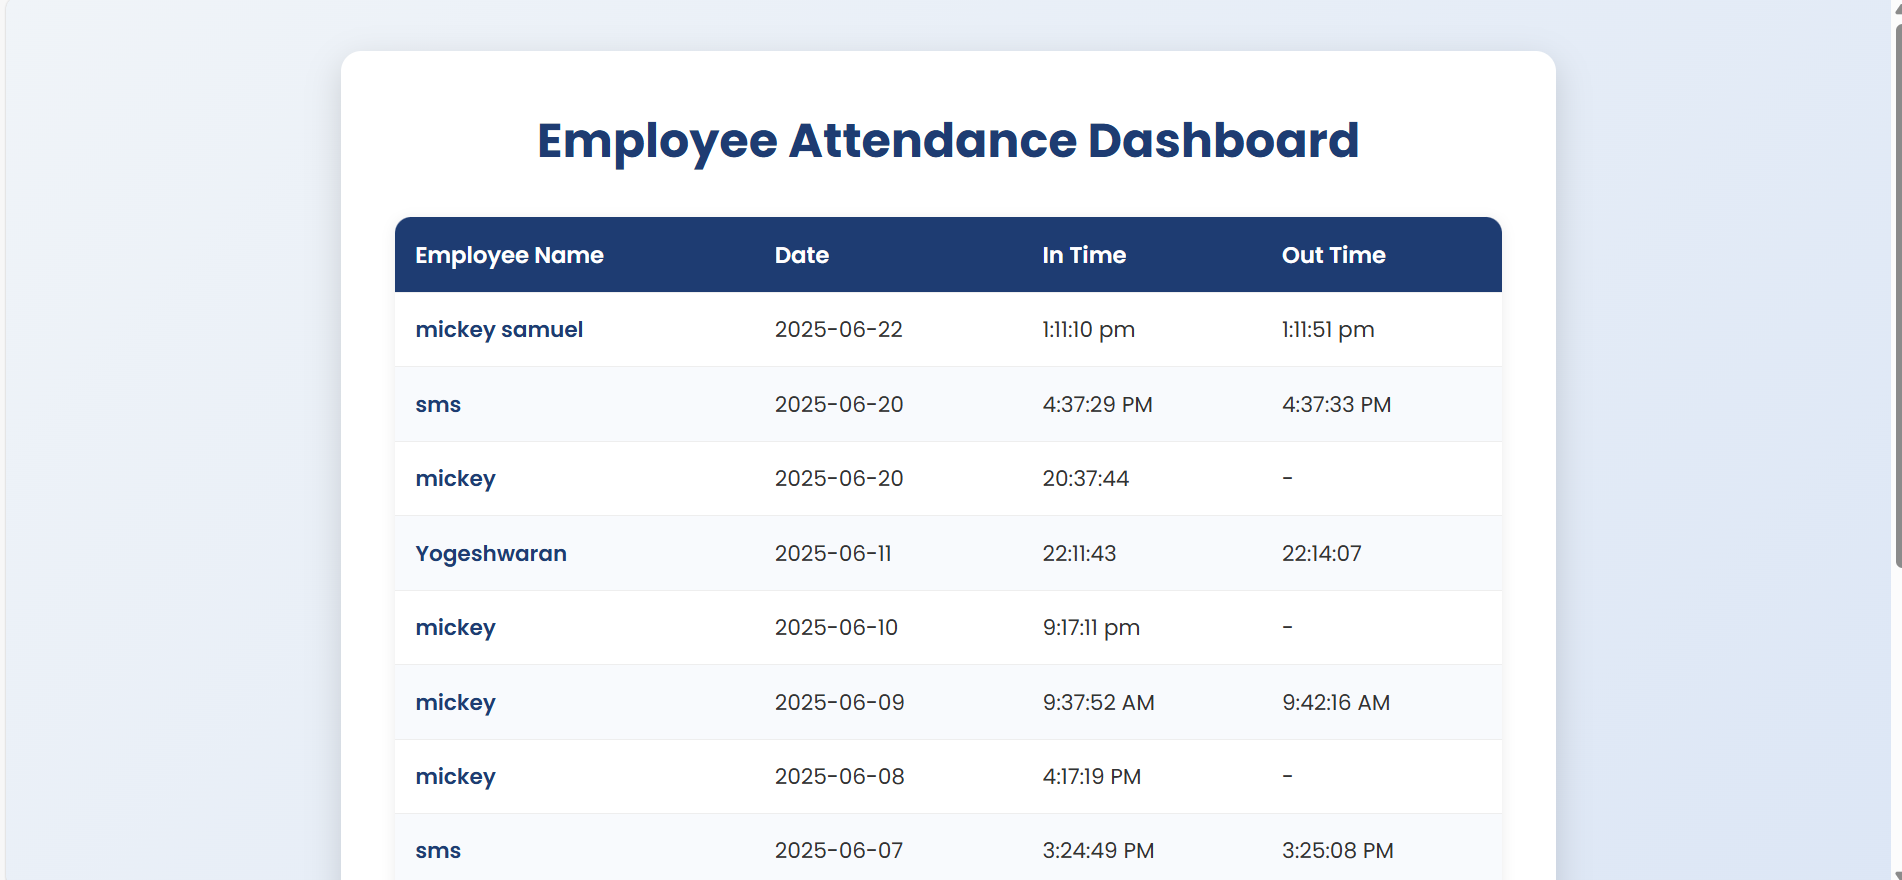 Employee Attendance Dashboard
Employee Name Date In Time Out Time
mickey samuel 2025-06-22 1:11:10 pm 1:11:51 pm
sms 2025-06-20 4:37:29 PM 4:37:33 PM
mickey 2025-06-20 20:37:44 -
Yogeshwaran 2025-06-11 22:11:43 22:14:07
mickey 2025-06-10 9:17:11 pm -
mickey 2025-06-09 9:37:52 AM 9:42:16 AM
mickey 2025-06-08 4:17:19 PM -
sms 2025-06-07 3:24:49 PM 3:25:08 PM